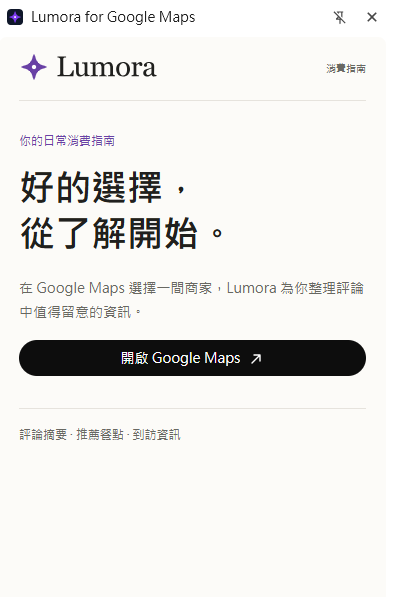 Lumora for Google Maps
Lumora
消費指南
你的日常消費指南
好的選擇，
從了解開始。
在 Google Maps 選擇一間商家，Lumora 為你整理評論
中值得留意的資訊。
開啟 Google Maps
評論摘要 · 推薦餐點 · 到訪資訊